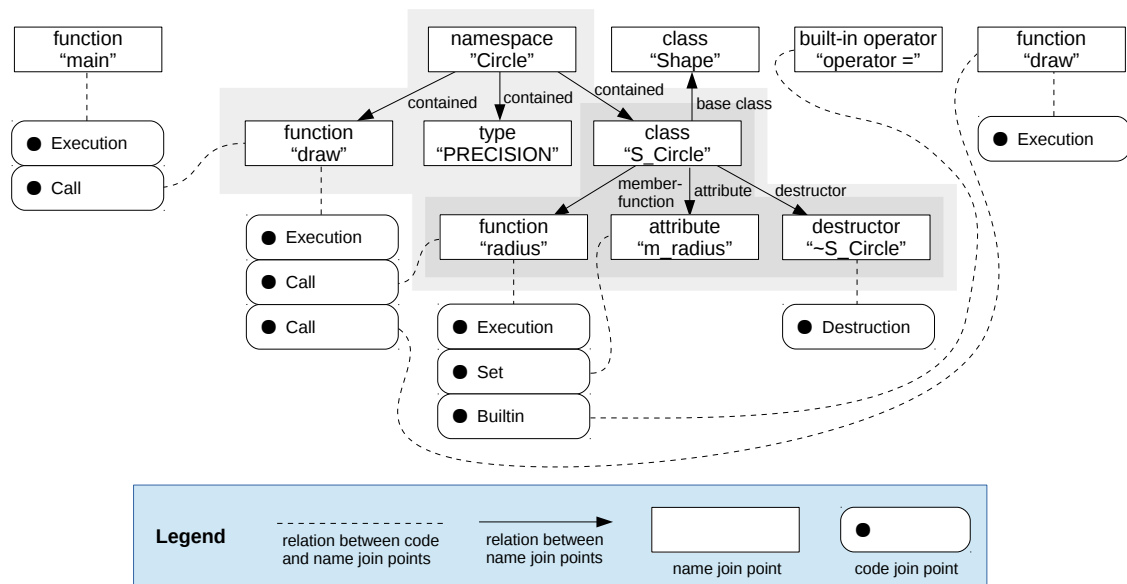 function
“main”
namespace
”Circle”
class
“Shape”
built-in operator
“operator =”
function
“draw”
contained
contained
contained
base class
Execution
Call
function
“draw”
type
“PRECISION”
class
“S_Circle”
Execution
member-
function
attribute
destructor
Execution
Call
Call
function
“radius”
attribute
“m_radius”
destructor
“~S_Circle”
Execution
Set
Builtin
Destruction
Legend
relation between code
and name join points
relation between
name join points
name join point
code join point